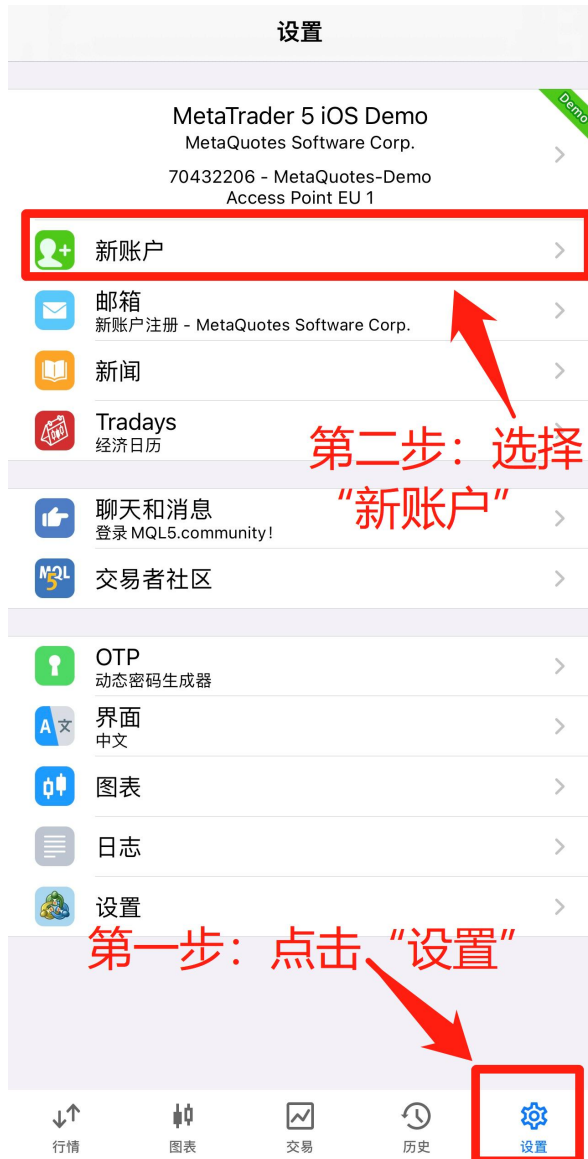 设置
Demo
MetaTrader 5 iOS Demo
MetaQuotes Software Corp.
70432206 - MetaQuotes-Demo
Access Point EU 1
新账户
邮箱
新账户注册 - MetaQuotes Software Corp.
新闻
Tradays
经济日历
第二步：选择
“新账户”
聊天和消息
登录 MQL5.community!
MQL5
交易者社区
OTP
动态密码生成器
A 文
界面
中文
图表
日志
设置
第一步：点击“设置”
行情
图表
交易
历史
设置